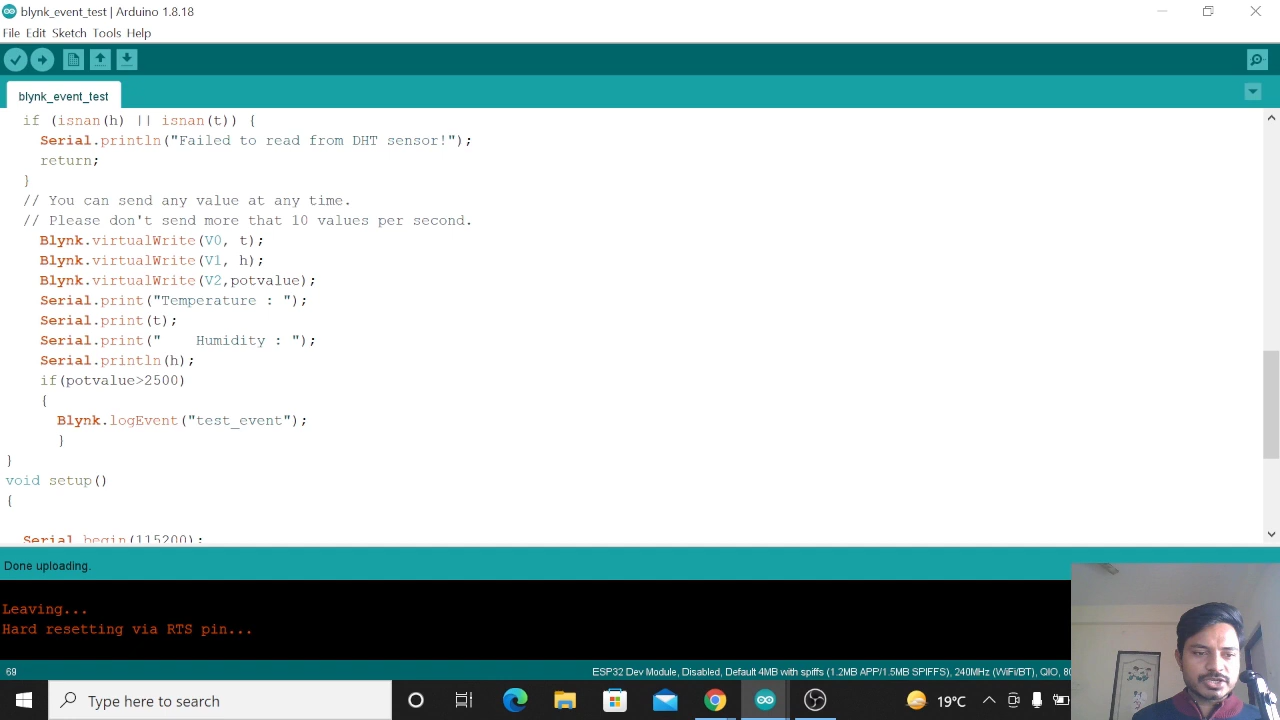 blynk_event_test | Arduino 1.8.18
File Edit Sketch Tools Help
blynk_event_test
if (isnan(h) || isnan(t)) {
Serial.println("Failed to read from DHT sensor!");
return;
}
// You can send any value at any time.
// Please don't send more that 10 values per second.
Blynk.virtualWrite(V0, t);
Blynk.virtualWrite(V1, h);
Blynk.virtualWrite(V2,potvalue);
Serial.print("Temperature : ");
Serial.print(t);
Serial.print("    Humidity : ");
Serial.println(h);
if(potvalue>2500)
{
Blynk.logEvent("test_event");
}
}
void setup()
{
Serial.begin(115200);
Done uploading.
Leaving...
Hard resetting via RTS pin...
69
ESP32 Dev Module, Disabled, Default 4MB with spiffs (1.2MB APP/1.5MB SPIFFS), 240MHz (WiFi/BT), QIO, 80
Type here to search
19°C